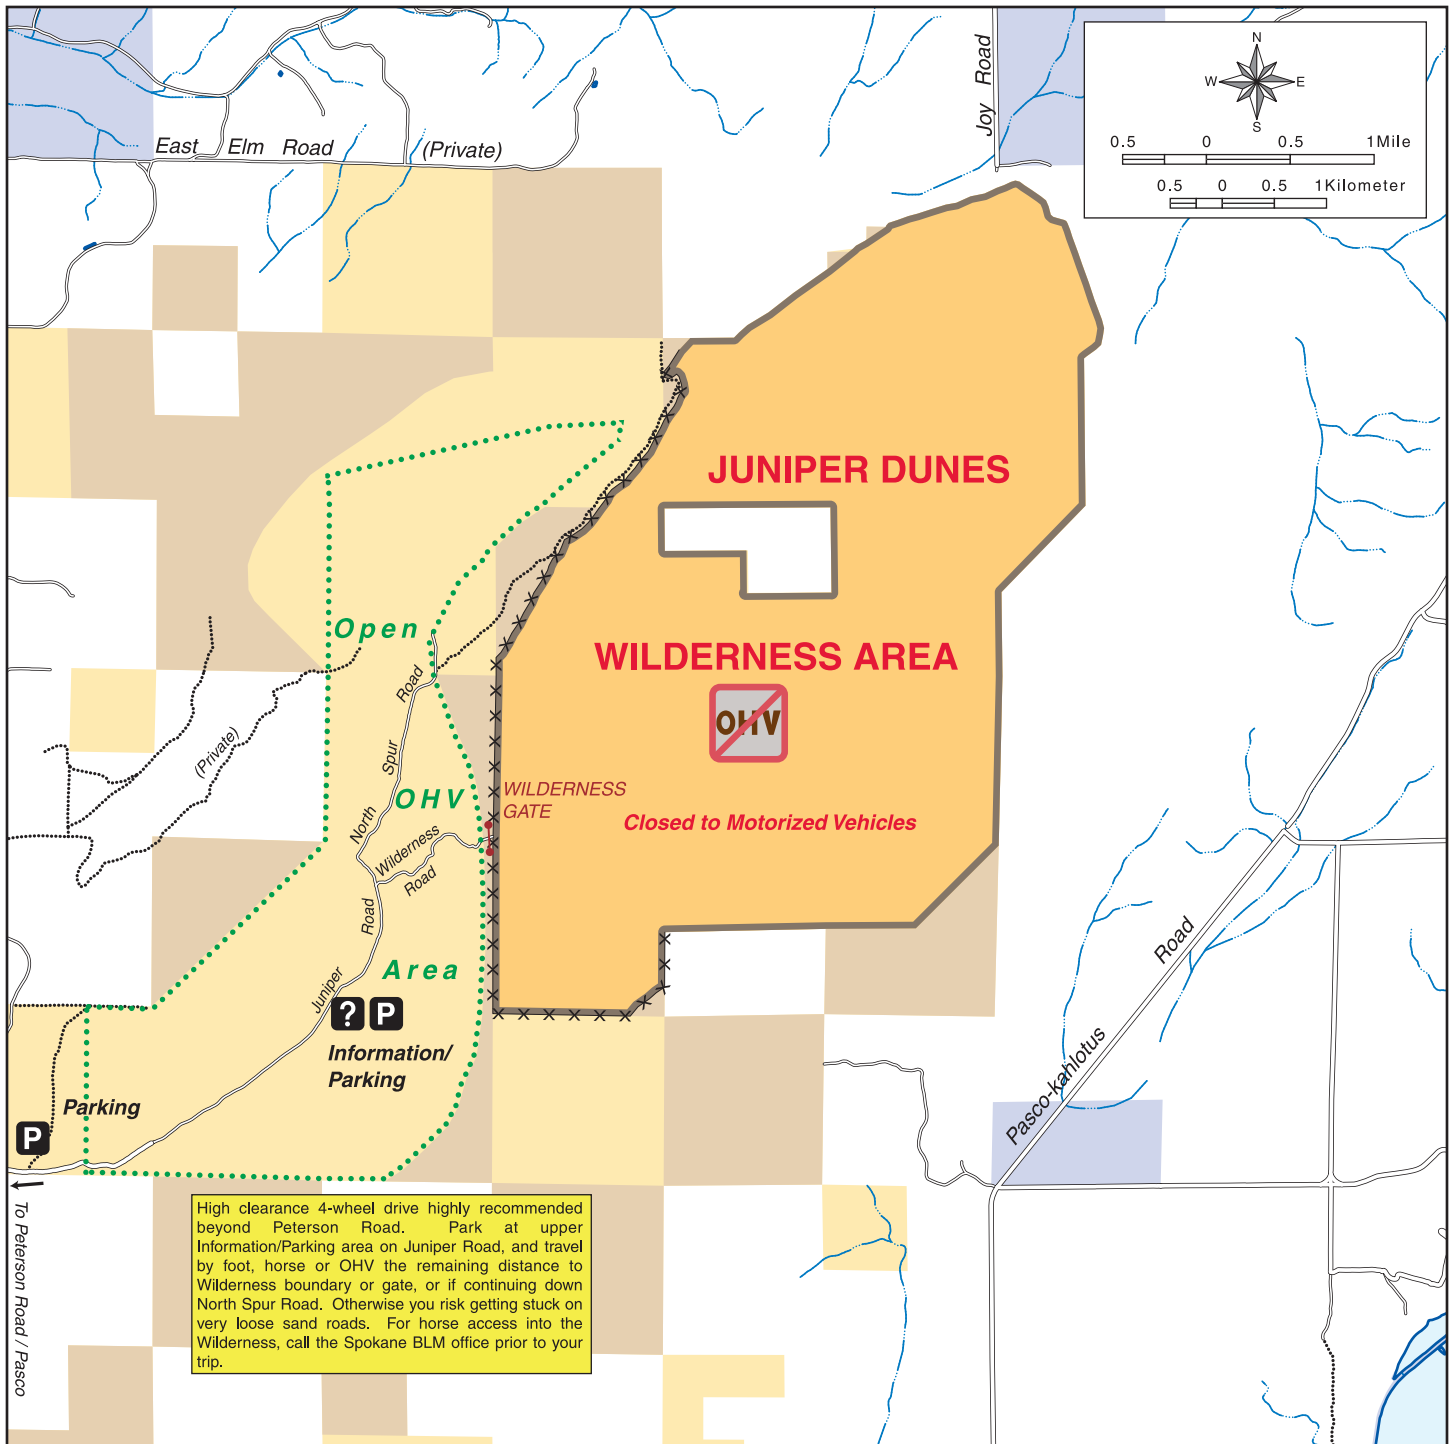 Joy Road
N
W E
S
0.5 0 0.5 1Mile
0.5 0 0.5 1Kilometer
East Elm Road (Private)
JUNIPER DUNES
WILDERNESS AREA
OHV
Closed to Motorized Vehicles
WILDERNESS
GATE
Open
OHV
Area
North Spur Road
(Private)
Wilderness
Road
Juniper Road
? P
Information/
Parking
Parking
P
Pasco-kahlotus Road
To Peterson Road / Pasco
High clearance 4-wheel drive highly recommended
beyond Peterson Road. Park at upper
Information/Parking area on Juniper Road, and travel
by foot, horse or OHV the remaining distance to
Wilderness boundary or gate, or if continuing down
North Spur Road. Otherwise you risk getting stuck on
very loose sand roads. For horse access into the
Wilderness, call the Spokane BLM office prior to your
trip.